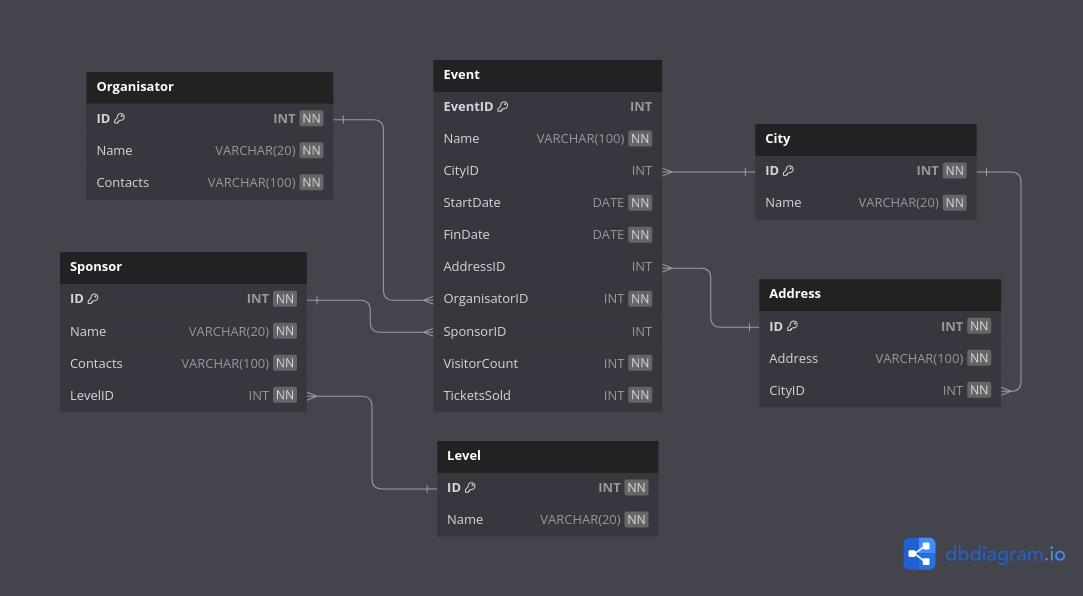 Organisator
ID INT NN
Name VARCHAR(20) NN
Contacts VARCHAR(100) NN
Sponsor
ID INT NN
Name VARCHAR(20) NN
Contacts VARCHAR(100) NN
LevelID INT NN
Event
EventID INT
Name VARCHAR(100) NN
CityID INT
StartDate DATE NN
FinDate DATE NN
AddressID INT
OrganisatorID INT NN
SponsorID INT
VisitorCount INT NN
TicketsSold INT NN
Level
ID INT NN
Name VARCHAR(20) NN
City
ID INT NN
Name VARCHAR(20) NN
Address
ID INT NN
Address VARCHAR(100) NN
CityID INT NN
dbdiagram.io